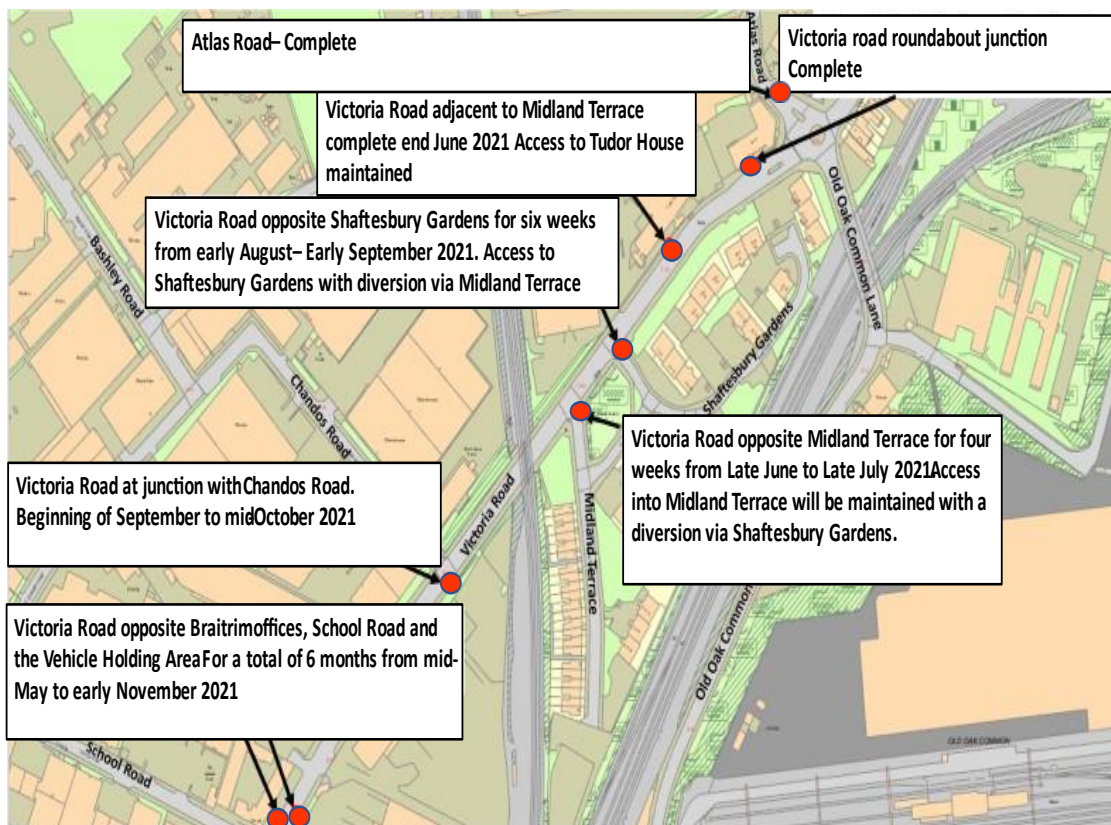 Atlas Road– Complete
Victoria road roundabout junction
Complete
Atlas Road
Victoria Road adjacent to Midland Terrace
complete end June 2021 Access to Tudor House
maintained
Victoria Road opposite Shaftesbury Gardens for six weeks
from early August– Early September 2021. Access to
Shaftesbury Gardens with diversion via Midland Terrace
Bashley Road
Old Oak Common Lane
Chandos Road
Shaftesbury Gardens
Victoria Road opposite Midland Terrace for four
weeks from Late June to Late July 2021Access
into Midland Terrace will be maintained with a
diversion via Shaftesbury Gardens.
Victoria Road at junction withChandos Road.
Beginning of September to midOctober 2021
Victoria Road
Midland Terrace
Old Oak Common
Victoria Road opposite Braitrimoffices, School Road and
the Vehicle Holding AreaFor a total of 6 months from mid-
May to early November 2021
School Road
OLD OAK COMMON